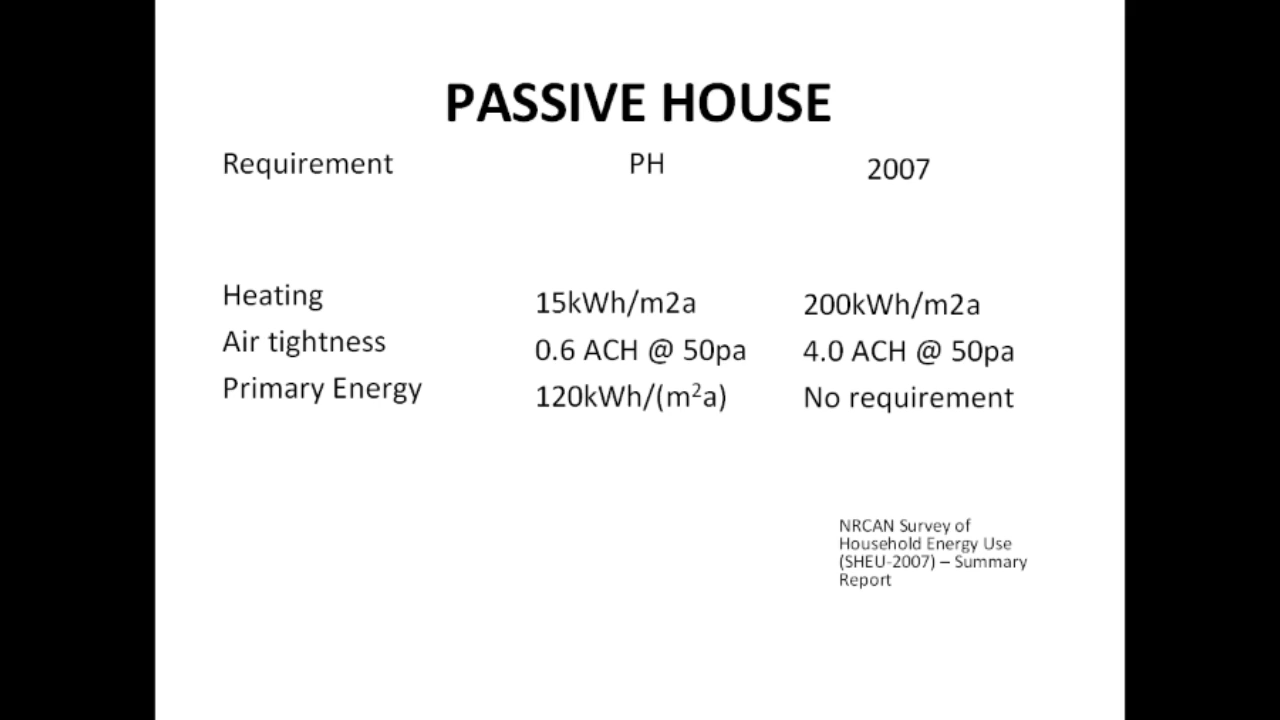 PASSIVE HOUSE
Requirement PH 2007
Heating 15kWh/m2a 200kWh/m2a
Air tightness 0.6 ACH @ 50pa 4.0 ACH @ 50pa
Primary Energy 120kWh/(m²a) No requirement
NRCAN Survey of
Household Energy Use
(SHEU-2007) – Summary
Report